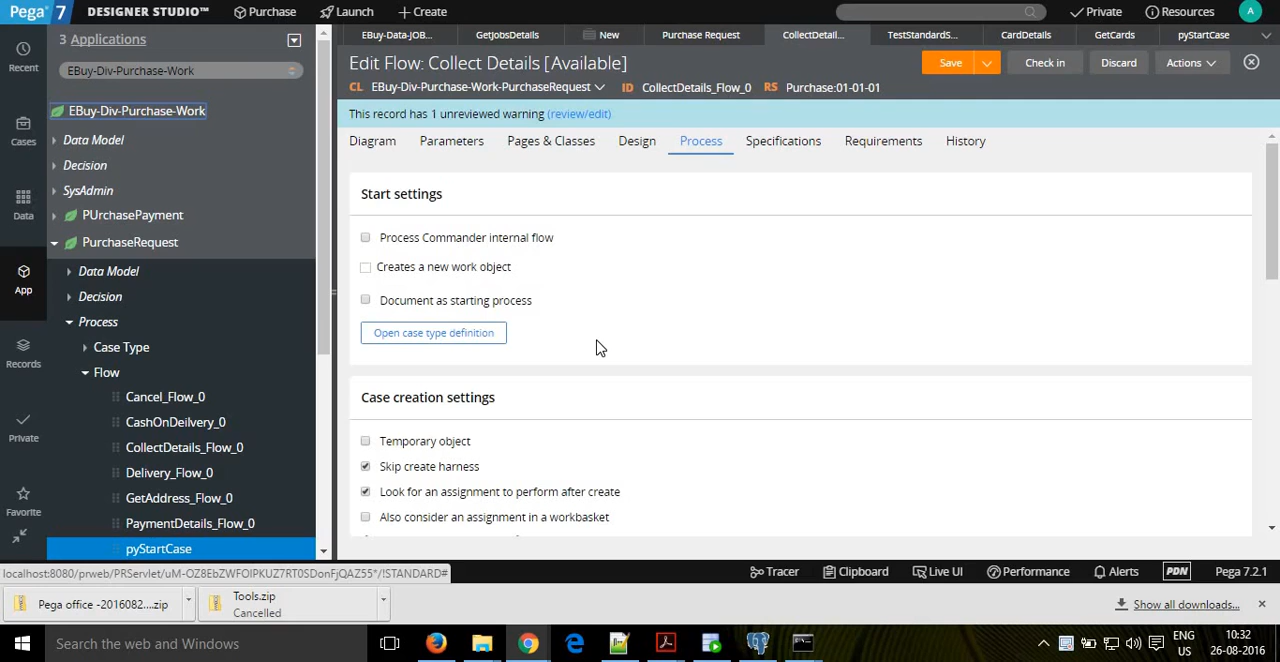 Pega 7 DESIGNER STUDIO™ Purchase Launch Create Private Resources A
3 Applications
EBuy-Div-Purchase-Work
EBuy-Data-JOB... GetJobsDetails New Purchase Request CollectDetail... TestStandardS... CardDetails GetCards pyStartCase
Edit Flow: Collect Details [Available]
Save Check in Discard Actions
CL EBuy-Div-Purchase-Work-PurchaseRequest ID CollectDetails_Flow_0 RS Purchase:01-01-01
This record has 1 unreviewed warning (review/edit)
Diagram Parameters Pages & Classes Design Process Specifications Requirements History
Recent
Cases
Data
App
Records
Private
Favorite
EBuy-Div-Purchase-Work
Data Model
Decision
SysAdmin
PUrchasePayment
PurchaseRequest
Data Model
Decision
Process
Case Type
Flow
Cancel_Flow_0
CashOnDeilvery_0
CollectDetails_Flow_0
Delivery_Flow_0
GetAddress_Flow_0
PaymentDetails_Flow_0
pyStartCase
Start settings
Process Commander internal flow
Creates a new work object
Document as starting process
Open case type definition
Case creation settings
Temporary object
Skip create harness
Look for an assignment to perform after create
Also consider an assignment in a workbasket
localhost:8080/prweb/PRServlet/uM-OZ8EbZWFOIPKUZ7RT0SDonFjQAZ55*/!STANDARD#
Tracer Clipboard Live UI Performance Alerts PDN Pega 7.2.1
Pega office -2016082....zip
Tools.zip
Cancelled
Show all downloads...
Search the web and Windows
ENG
US
10:32
26-08-2016